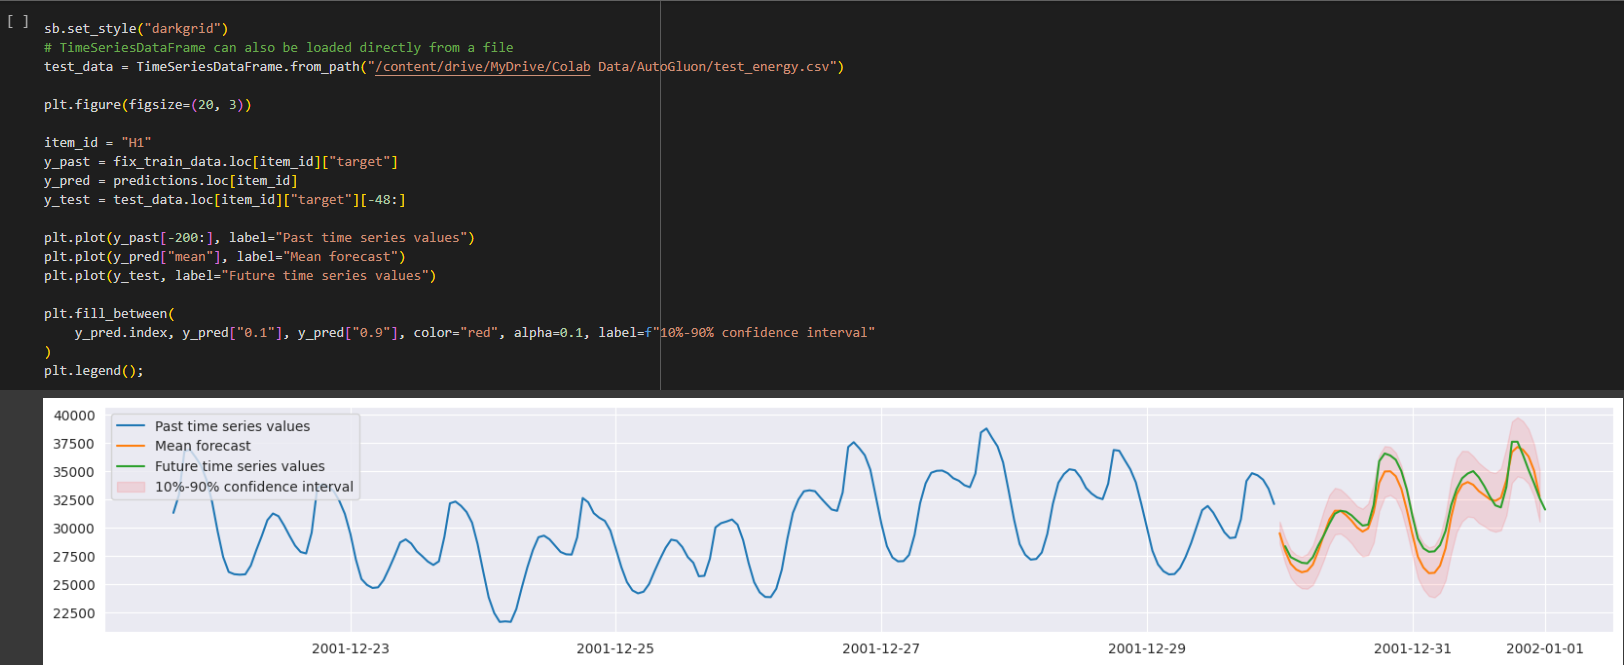 [ ]
sb.set_style("darkgrid")
# TimeSeriesDataFrame can also be loaded directly from a file
test_data = TimeSeriesDataFrame.from_path("/content/drive/MyDrive/Colab Data/AutoGluon/test_energy.csv")
plt.figure(figsize=(20, 3))
item_id = "H1"
y_past = fix_train_data.loc[item_id]["target"]
y_pred = predictions.loc[item_id]
y_test = test_data.loc[item_id]["target"][-48:]
plt.plot(y_past[-200:], label="Past time series values")
plt.plot(y_pred["mean"], label="Mean forecast")
plt.plot(y_test, label="Future time series values")
plt.fill_between(
    y_pred.index, y_pred["0.1"], y_pred["0.9"], color="red", alpha=0.1, label=f"10%-90% confidence interval"
)
plt.legend();
40000
37500
35000
32500
30000
27500
25000
22500
Past time series values
Mean forecast
Future time series values
10%-90% confidence interval
2001-12-23 2001-12-25 2001-12-27 2001-12-29 2001-12-31 2002-01-01